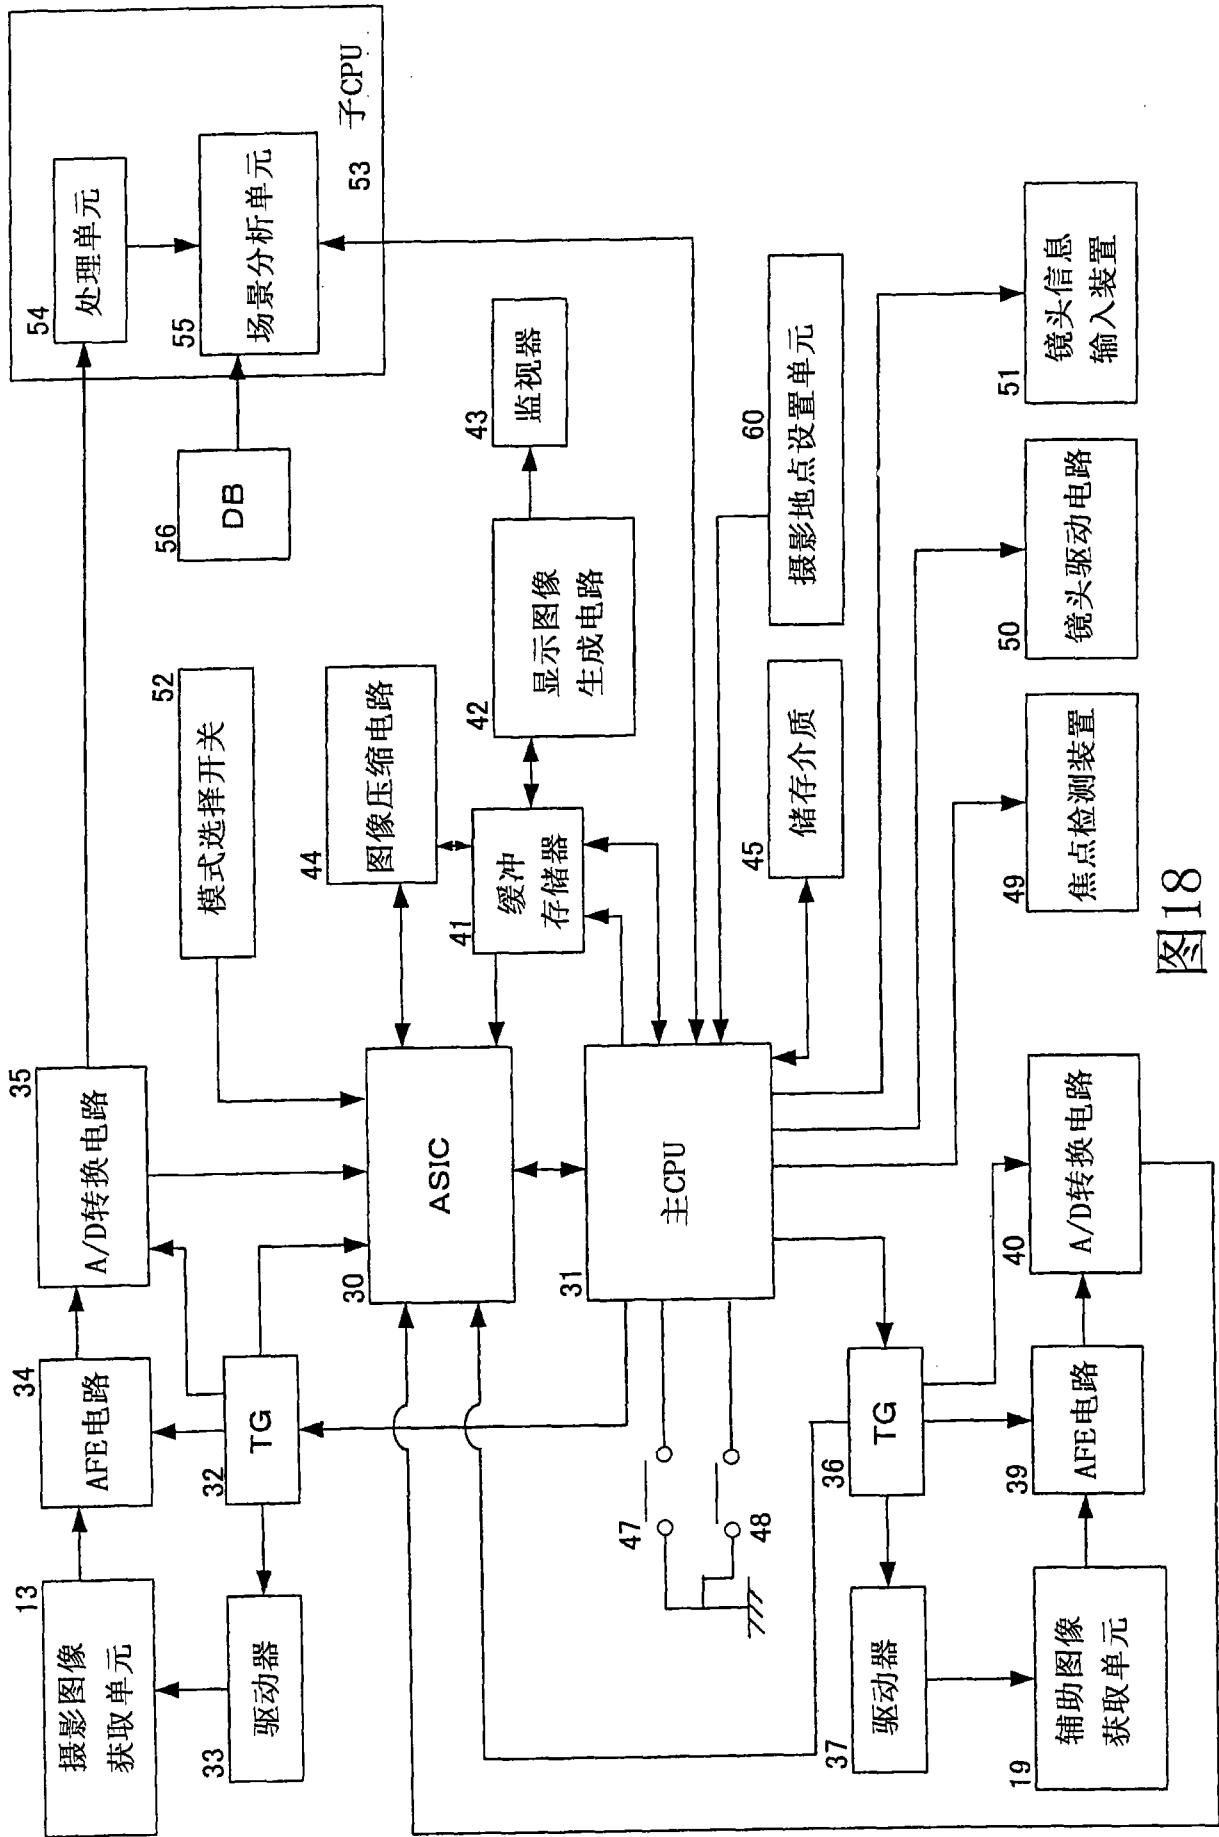 13
摄影图像
获取单元
34
AFE电路
35
A/D转换电路
54
处理单元
33
驱动器
32
TG
52
模式选择开关
56
DB
55
场景分析单元
53
子CPU
30
ASIC
44
图像压缩电路
41
缓冲
存储器
42
显示图像
生成电路
43
监视器
31
主CPU
47
48
45
储存介质
60
摄影地点设置单元
37
驱动器
36
TG
19
辅助图像
获取单元
39
AFE电路
40
A/D转换电路
49
焦点检测装置
50
镜头驱动电路
51
镜头信息
输入装置
图18